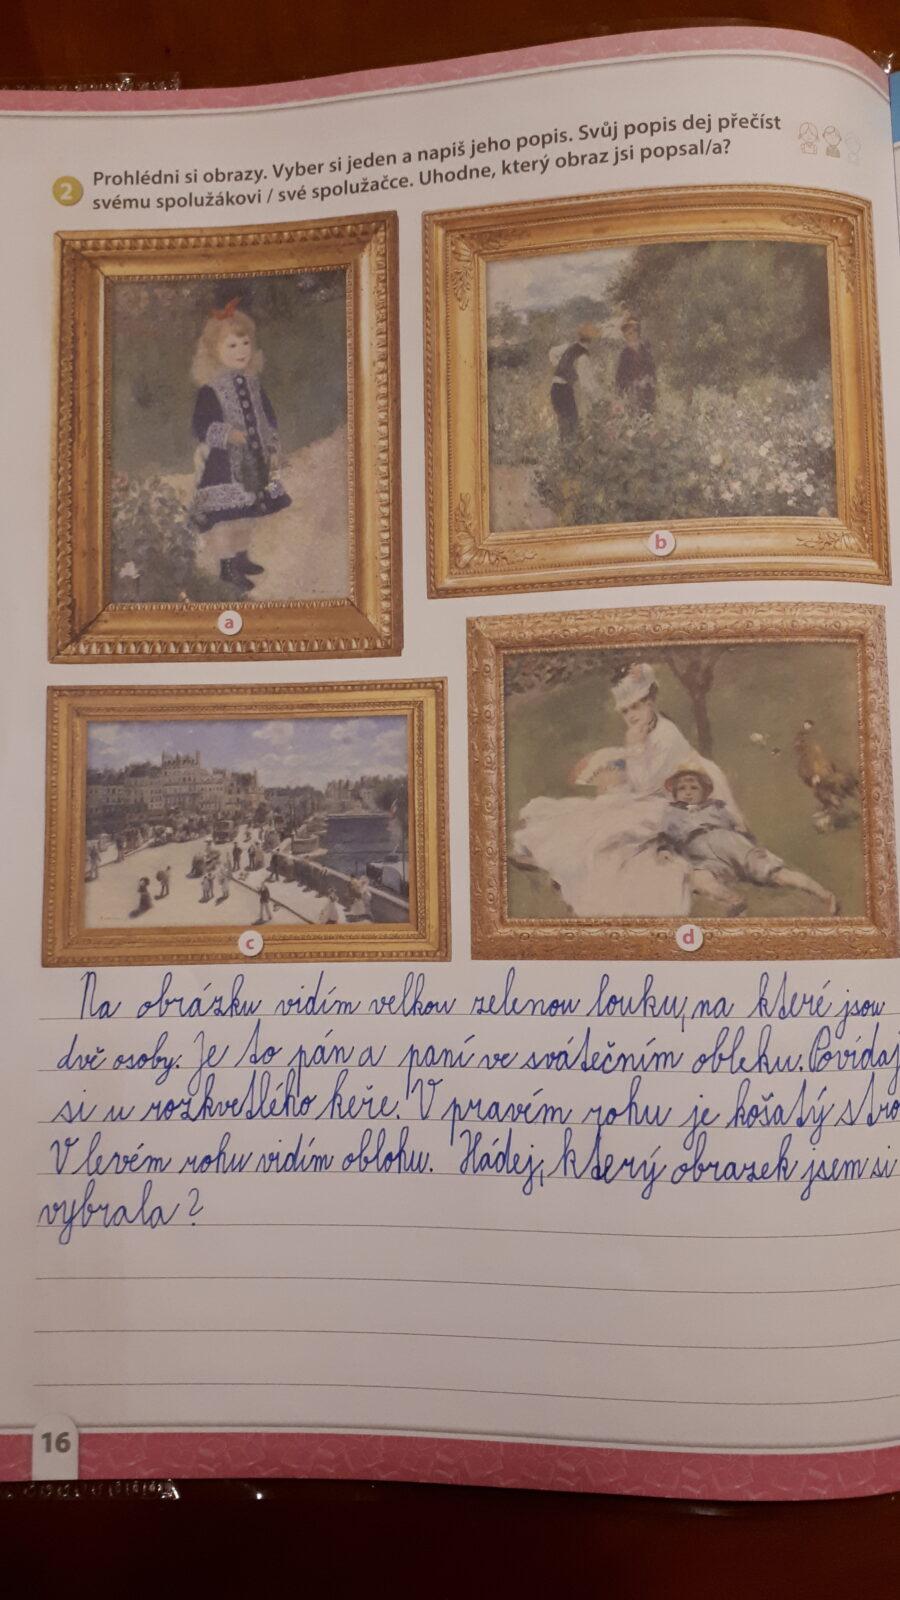 2 Prohlédni si obrazy. Vyber si jeden a napiš jeho popis. Svůj popis dej přečíst
svému spolužákovi / své spolužačce. Uhodne, který obraz jsi popsal/a?
a
b
c
d
Na obrázku vidím velkou zelenou louku, na které jsou
dvě osoby. Je to pán a paní ve svátečním obleku. Povídaj
si u rozkvetlého keře. V pravém rohu je košatý stro
V levém rohu vidím oblohu. Hádej, který obrazek jsem si
vybrala?
16